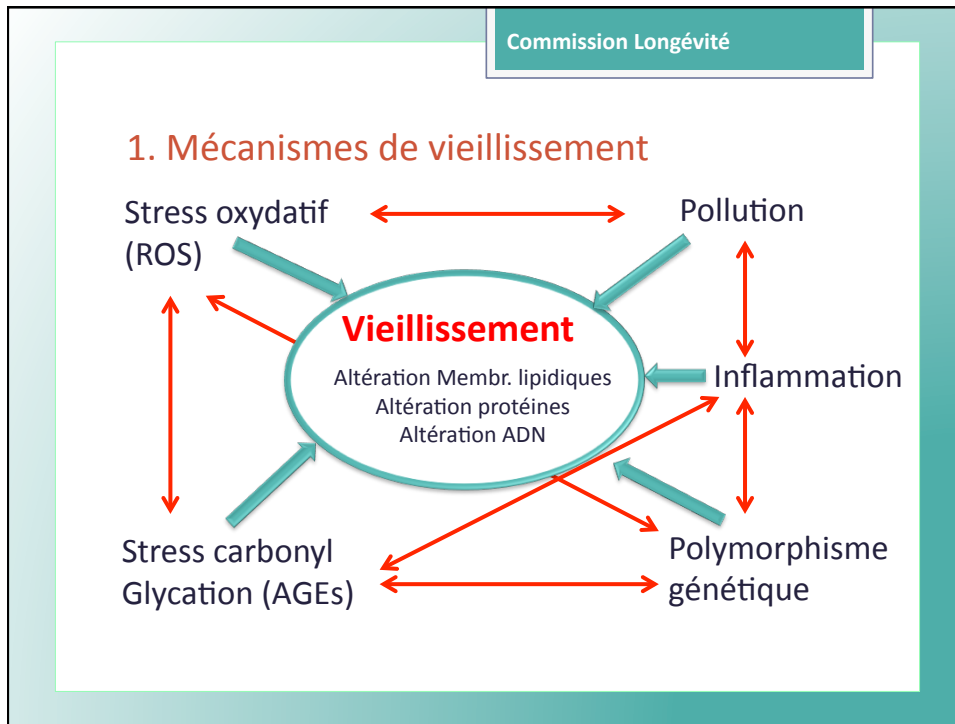 Commission Longévité
1. Mécanismes de vieillissement
Stress oxydatif
(ROS)
Pollution
Vieillissement
Altération Membr. lipidiques
Altération protéines
Altération ADN
Inflammation
Stress carbonyl
Glycation (AGEs)
Polymorphisme
génétique